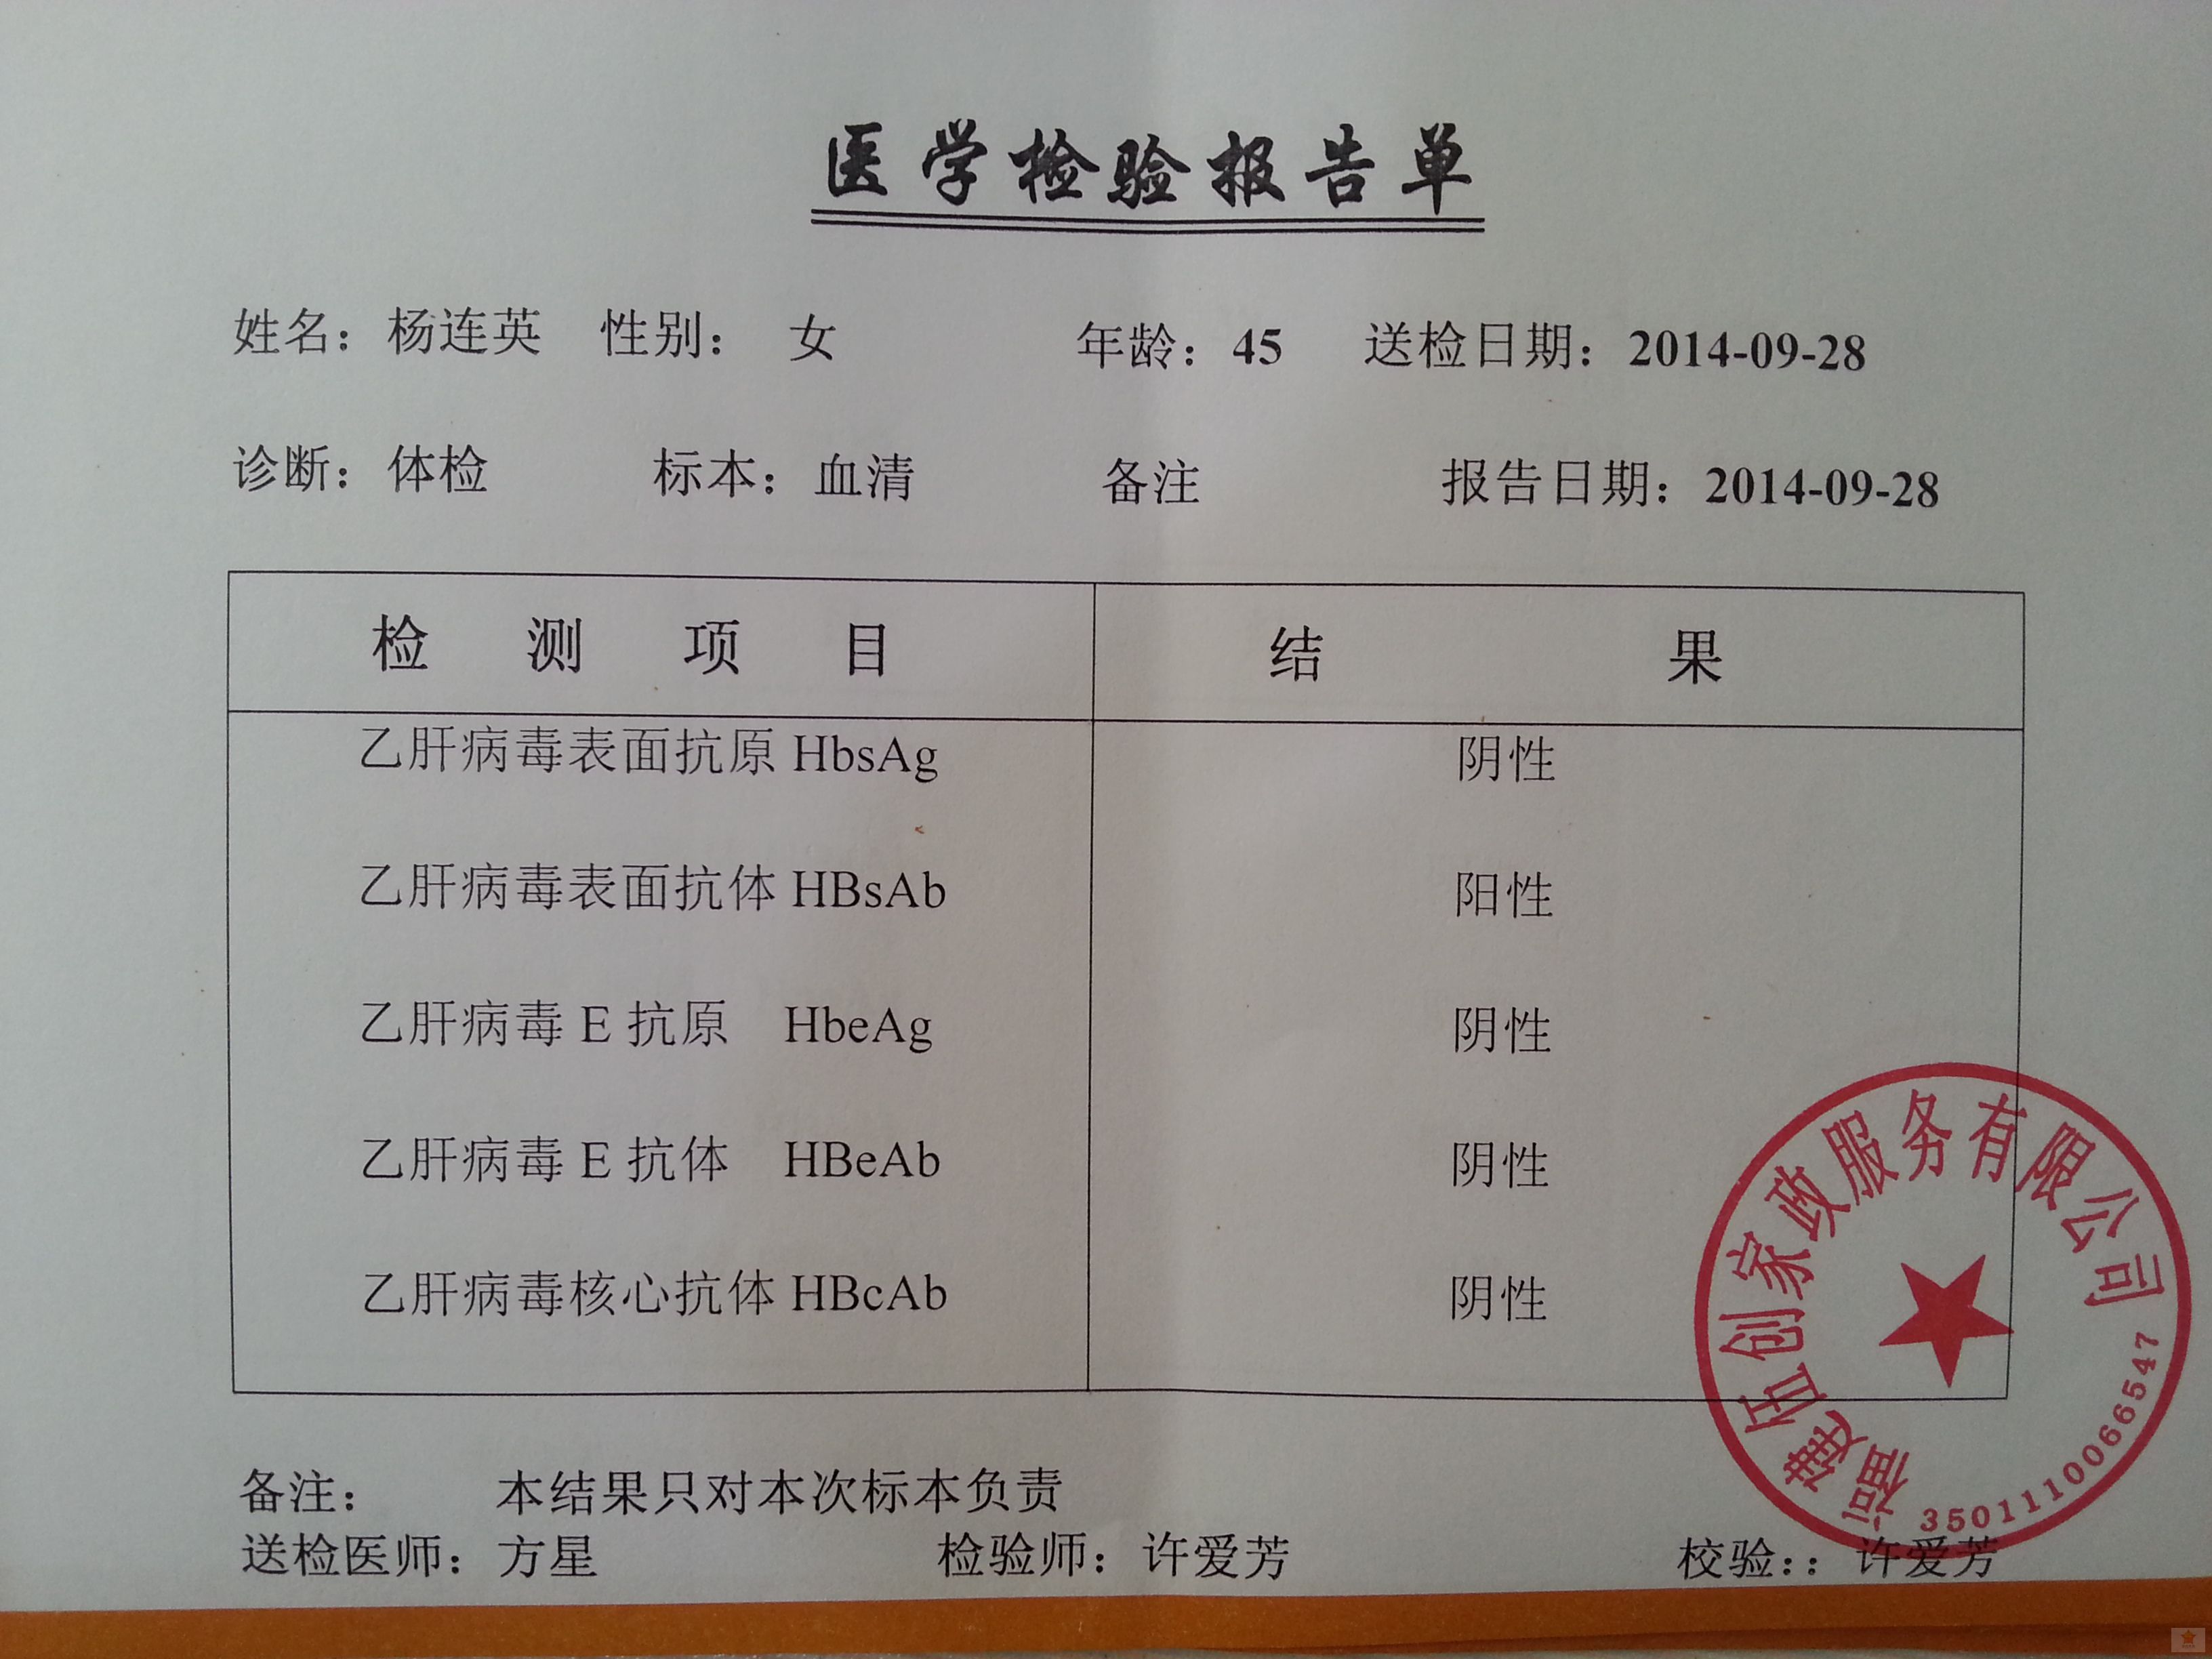 医学检验报告单
姓名：杨连英 性别： 女 年龄：45 送检日期：2014-09-28
诊断：体检 标本：血清 备注 报告日期：2014-09-28
检测项目 结果
乙肝病毒表面抗原 HbsAg 阴性
乙肝病毒表面抗体 HBsAb 阳性
乙肝病毒 E 抗原 HbeAg 阴性
乙肝病毒 E 抗体 HBeAb 阴性
乙肝病毒核心抗体 HBcAb 阴性
福建伍创家政服务有限公司
3501110066547
备注： 本结果只对本次标本负责
送检医师：方星 检验师：许爱芳 校验：：许爱芳